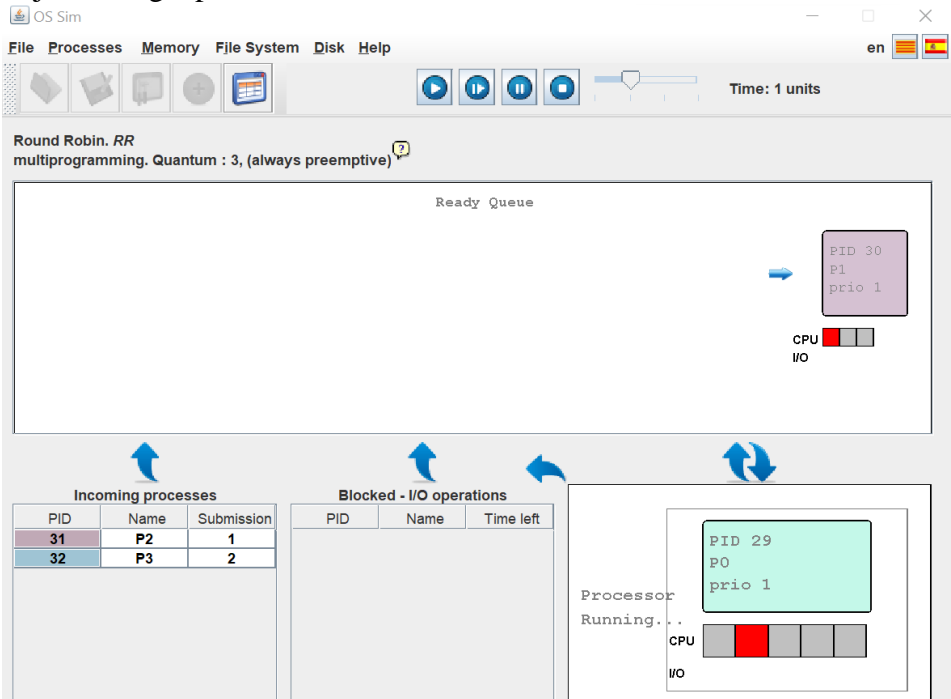 OS Sim
File Processes Memory File System Disk Help en
Time: 1 units
Round Robin. RR
multiprogramming. Quantum : 3, (always preemptive)
?
Ready Queue
PID 30
P1
prio 1
CPU
I/O
Incoming processes
PID Name Submission
31 P2 1
32 P3 2
Blocked - I/O operations
PID Name Time left
PID 29
PO
prio 1
Processor
Running...
CPU
I/O